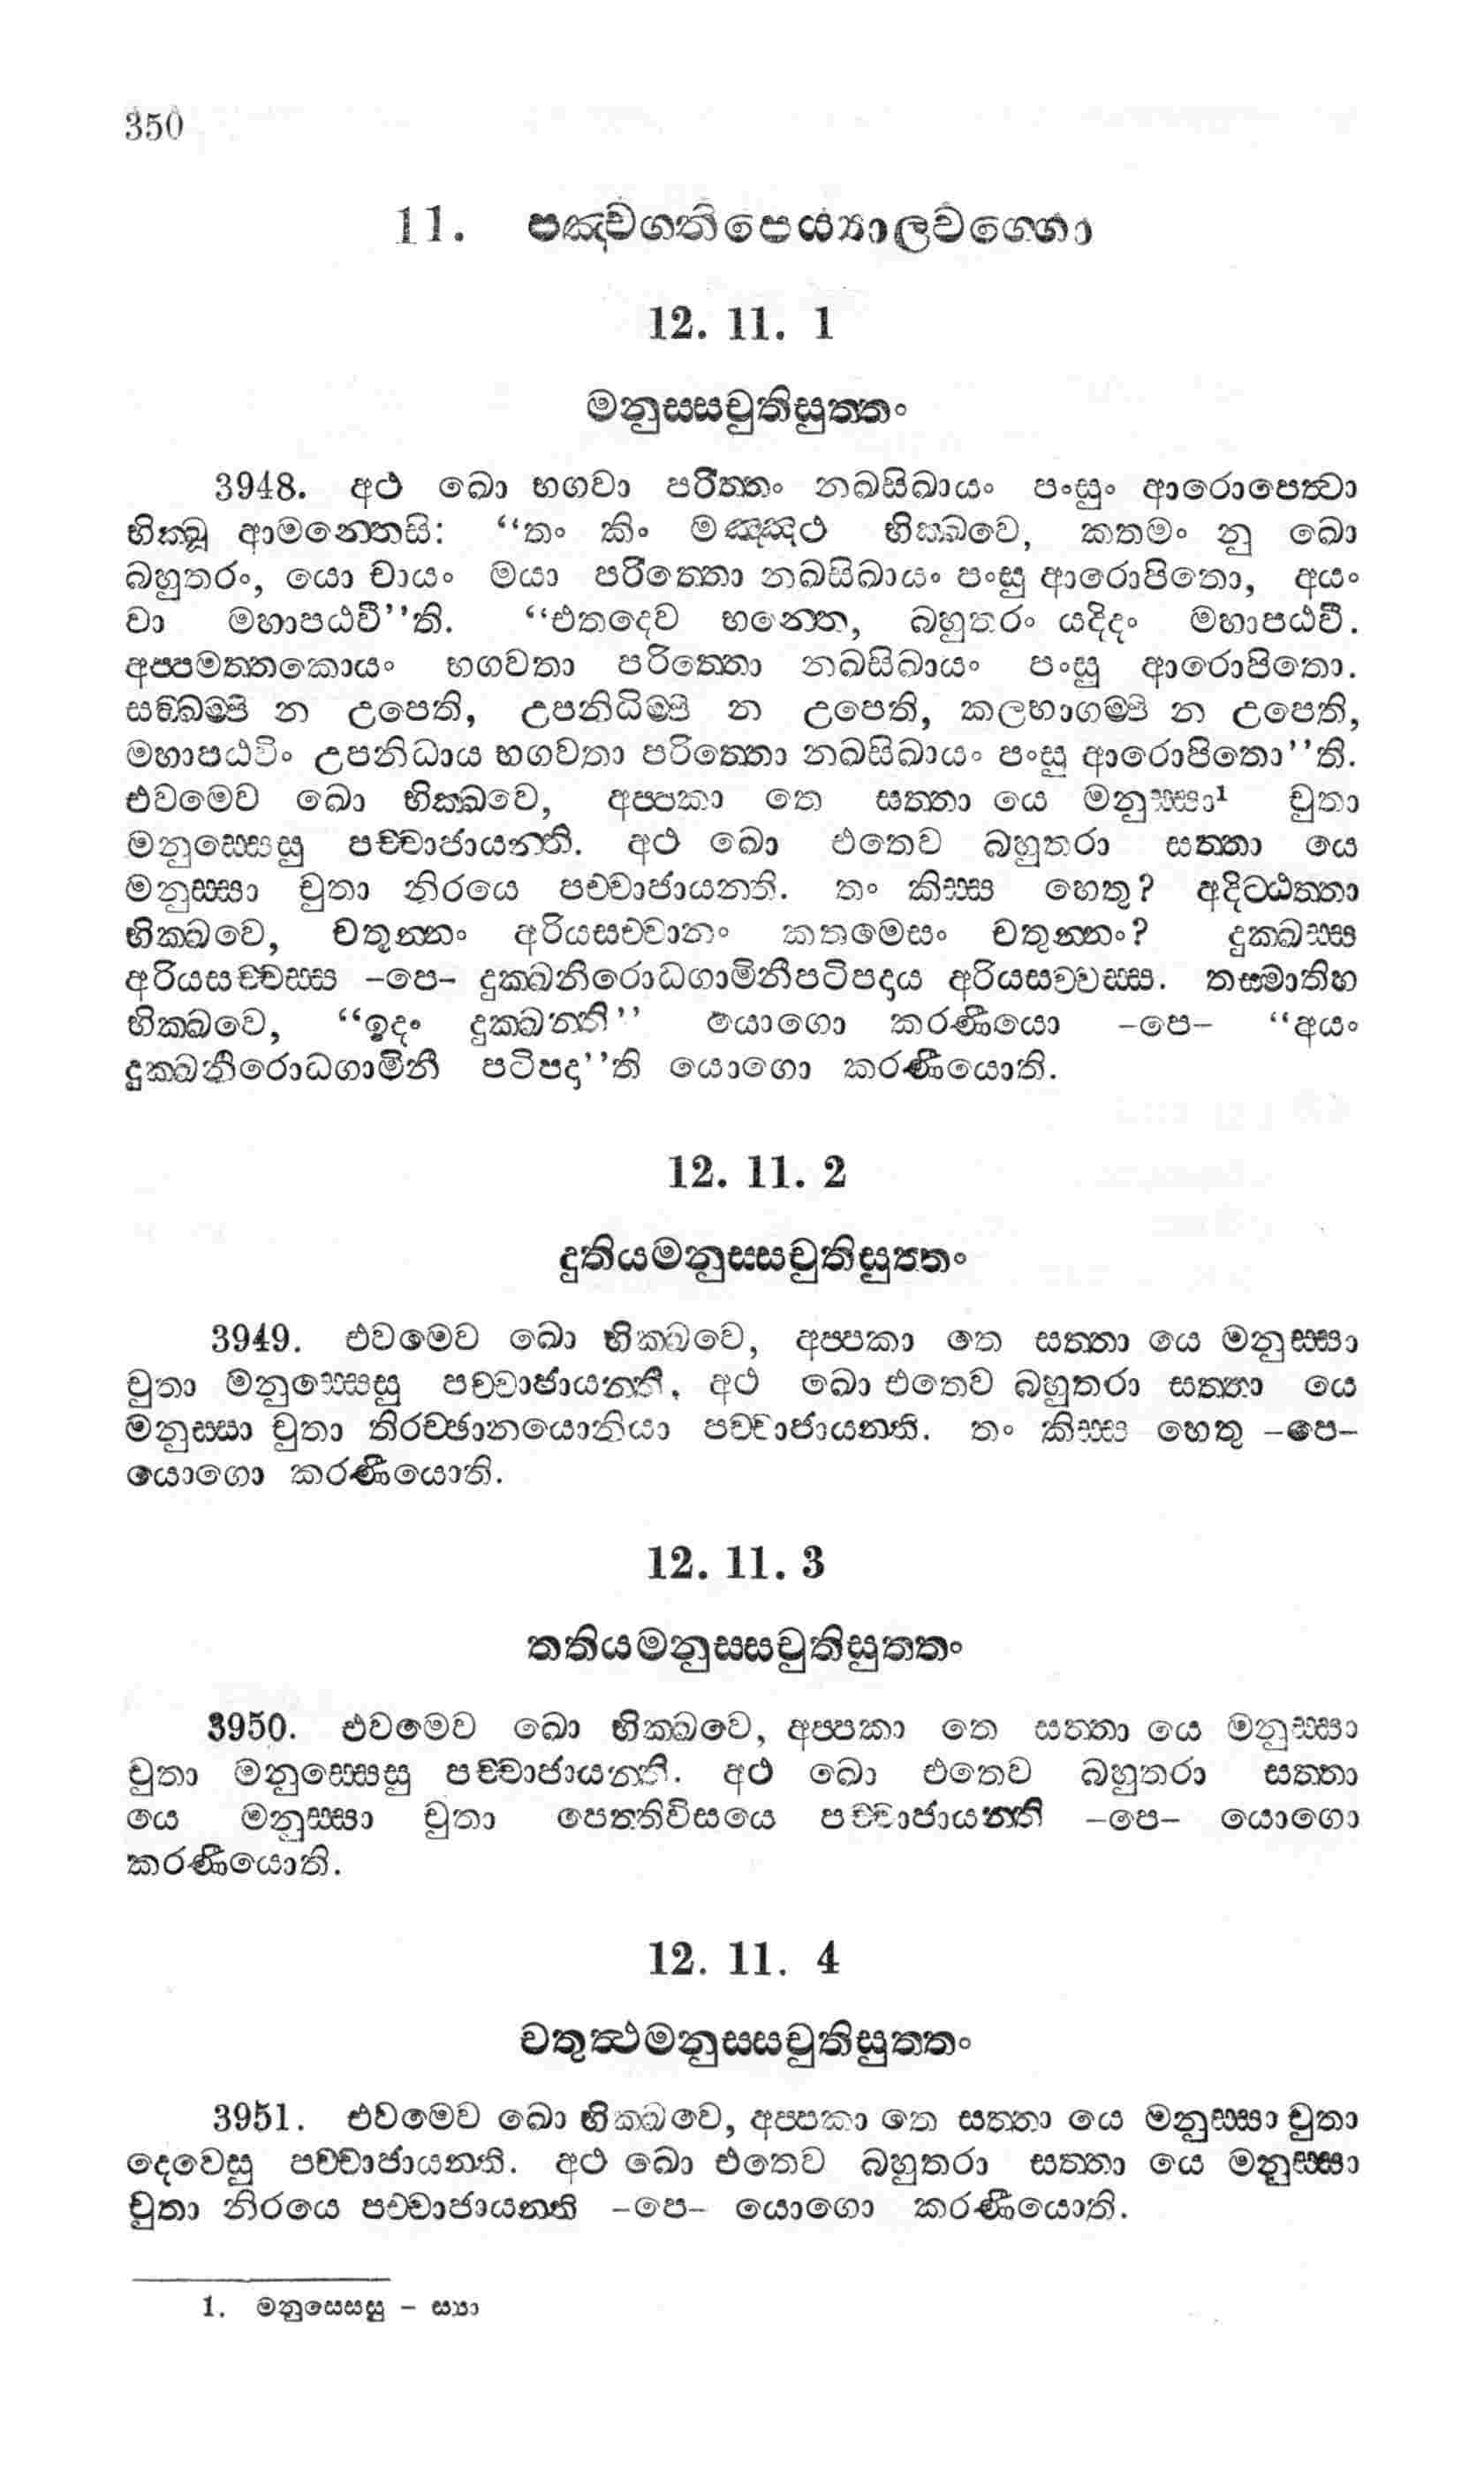 350
11. පඤ්චගතිපෙය්‍යාලවග්ගො
12. 11. 1
මනුස්සචුතිසුත්තං
3948. අථ ඛො භගවා පරිත්තං නඛසිඛායං පංසුං ආරොපෙත්‍වා
භික්ඛූ ආමන්තෙසි: “තං කිං මඤ්ඤථ භික්ඛවෙ, කතමං නු ඛො
බහුතරං, යො චායං මයා පරිත්තො නඛසිඛායං පංසු ආරොපිතො, අයං
වා මහාපඨවී”ති. “එතදෙව භන්තෙ, බහුතරං යදිදං මහාපඨවී.
අප්පමත්තකොයං භගවතා පරිත්තො නඛසිඛායං පංසු ආරොපිතො.
සඞ්ඛම්පි න උපෙති, උපනිධිම්පි න උපෙති, කලභාගම්පි න උපෙති,
මහාපඨවිං උපනිධාය භගවතා පරිත්තො නඛසිඛායං පංසු ආරොපිතො”ති.
එවමෙව ඛො භික්ඛවෙ, අප්පකා තෙ සත්තා යෙ මනුස්සා¹ චුතා
මනුස්සෙසු පච්චාජායන්ති. අථ ඛො එතෙව බහුතරා සත්තා යෙ
මනුස්සා චුතා නිරයෙ පච්චාජායන්ති. තං කිස්ස හෙතු? අදිට්ඨත්තා
භික්ඛවෙ, චතුන්නං අරියසච්චානං කතමෙසං චතුන්නං? දුක්ඛස්ස
අරියසච්චස්ස -පෙ- දුක්ඛනිරොධගාමිනීපටිපදාය අරියසච්චස්ස. තස්මාතිහ
භික්ඛවෙ, “ඉදං දුක්ඛන්ති” යොගො කරණීයො -පෙ- “අයං
දුක්ඛනිරොධගාමිනී පටිපදා”ති යොගො කරණීයොති.
12. 11. 2
දුතියමනුස්සචුතිසුත්තං
3949. එවමෙව ඛො භික්ඛවෙ, අප්පකා තෙ සත්තා යෙ මනුස්සා
චුතා මනුස්සෙසු පච්චාජායන්ති, අථ ඛො එතෙව බහුතරා සත්තා යෙ
මනුස්සා චුතා තිරච්ඡානයොනියා පච්චාජායන්ති. තං කිස්ස හෙතු -පෙ-
යොගො කරණීයොති.
12. 11. 3
තතියමනුස්සචුතිසුත්තං
3950. එවමෙව ඛො භික්ඛවෙ, අප්පකා තෙ සත්තා යෙ මනුස්සා
චුතා මනුස්සෙසු පච්චාජායන්ති. අථ ඛො එතෙව බහුතරා සත්තා
යෙ මනුස්සා චුතා පෙත්තිවිසයෙ පච්චාජායන්ති -පෙ- යොගො
කරණීයොති.
12. 11. 4
චතුත්‍ථමනුස්සචුතිසුත්තං
3951. එවමෙව ඛො භික්ඛවෙ, අප්පකා තෙ සත්තා යෙ මනුස්සා චුතා
දෙවෙසු පච්චාජායන්ති. අථ ඛො එතෙව බහුතරා සත්තා යෙ මනුස්සා
චුතා නිරයෙ පච්චාජායන්ති -පෙ- යොගො කරණීයොති.
1. මනුස්සෙසු - ස්‍යා